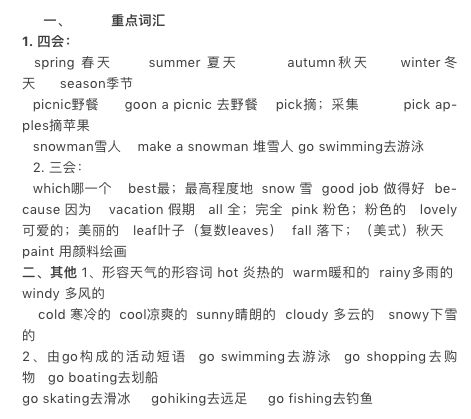 一、 重点词汇
1. 四会：
spring 春天 summer 夏天 autumn秋天 winter冬
天 season季节
picnic野餐 goon a picnic 去野餐 pick摘；采集 pick ap-
ples摘苹果
snowman雪人 make a snowman 堆雪人 go swimming去游泳
2. 三会：
which哪一个 best最；最高程度地 snow 雪 good job 做得好 be-
cause 因为 vacation 假期 all 全；完全 pink 粉色；粉色的 lovely
可爱的；美丽的 leaf叶子（复数leaves） fall 落下；（美式）秋天
paint 用颜料绘画
二、其他 1、形容天气的形容词 hot 炎热的 warm暖和的 rainy多雨的
windy 多风的
cold 寒冷的 cool凉爽的 sunny晴朗的 cloudy 多云的 snowy下雪
的
2、由go构成的活动短语 go swimming去游泳 go shopping去购
物 go boating去划船
go skating去滑冰 gohiking去远足 go fishing去钓鱼